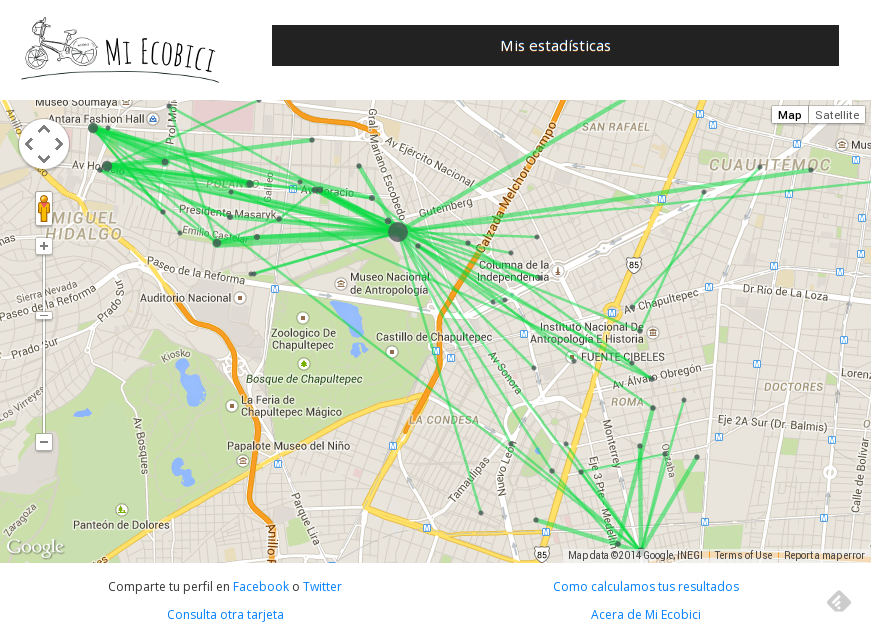 Mi Ecobici
Mis estadísticas
Museo Soumaya
Antara Fashion Hall
Map
Satellite
SAN RAFAEL
CUAUHTÉMOC
Av Ejército Nacional
Gral. Mariano Escobedo
Calzada Melchor Ocampo
Gutemberg
POLANCO
Galileo
Av Horacio
Presidente Masaryk
Emilio Castelar
MIGUEL
HIDALGO
Paseo de la Reforma
Museo Nacional
de Antropología
Columna de la
Independencia
85
Auditorio Nacional
Sierra Nevada
Paseo de la Reforma
Prado Sur
Prado Sur
Av Chapultepec
Dr Río de La Loza
Zoologico De
Chapultepec
Castillo de Chapultepec
Instituto Nacional De
Antropología E Historia
Kiosko
FUENTE CIBELES
Bosque de Chapultepec
Av Sonora
Av Álvaro Obregón
Lorenz
DOCTORES
Los Virreyes
La Feria de
Chapultepec Mágico
ROMA
LA CONDESA
Eje 2A Sur (Dr. Balmis)
Av Bosques
Papalote Museo del Niño
Monterrey
Orizaba
Nuevo León
Tamaulipas
Eje 3 Pte. Medellín
Calle de Bolívar
Parque Lira
Zaragoza
Panteón de Dolores
Google
85
Map data ©2014 Google, INEGI
Terms of Use
Report a map error
Comparte tu perfil en Facebook o Twitter
Como calculamos tus resultados
Consulta otra tarjeta
Acera de Mi Ecobici